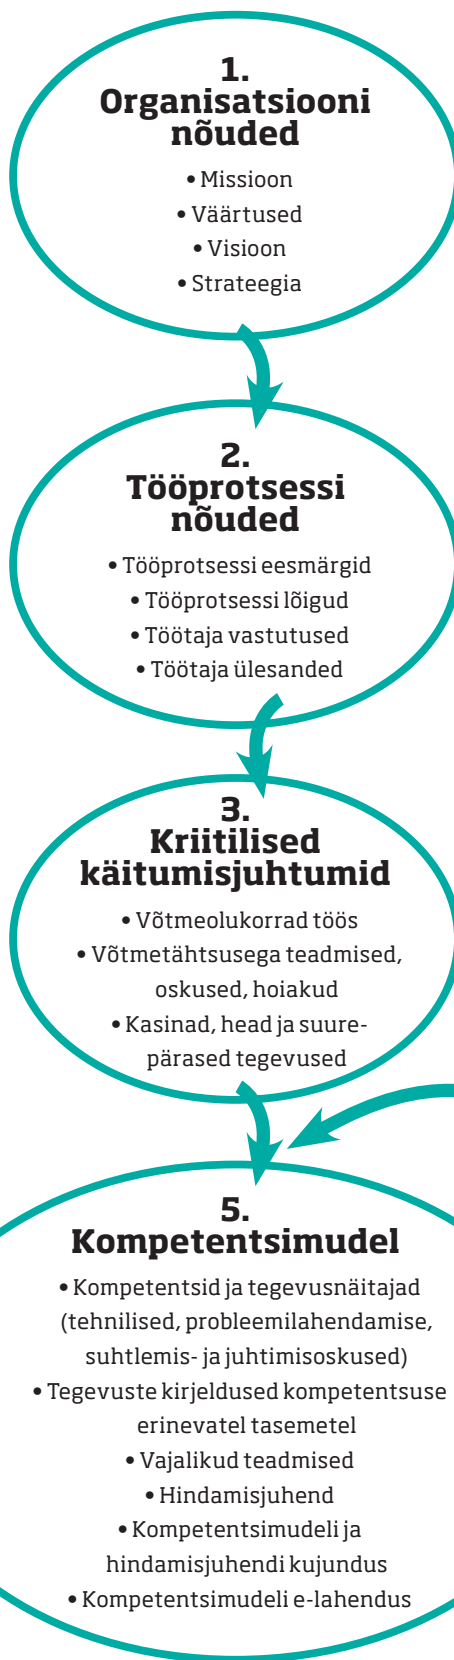 1.
Organisatsiooni
nõuded
• Missioon
• Väärtused
• Visioon
• Strateegia
2.
Tööprotsessi
nõuded
• Tööprotsessi eesmärgid
• Tööprotsessi lõigud
• Töötaja vastutused
• Töötaja ülesanded
3.
Kriitilised
käitumisjuhtumid
• Võtmeolukorrad töös
• Võtmetähtsusega teadmised,
oskused, hoiakud
• Kasinad, head ja suure-
pärased tegevused
5.
Kompetentsimudel
• Kompetentsid ja tegevusnäitajad
(tehnilised, probleemilahendamise,
suhtlemis- ja juhtimisoskused)
• Tegevuste kirjeldused kompetentsuse
erinevatel tasemetel
• Vajalikud teadmised
• Hindamisjuhend
• Kompetentsimudeli ja
hindamisjuhendi kujundus
• Kompetentsimudeli e-lahendus